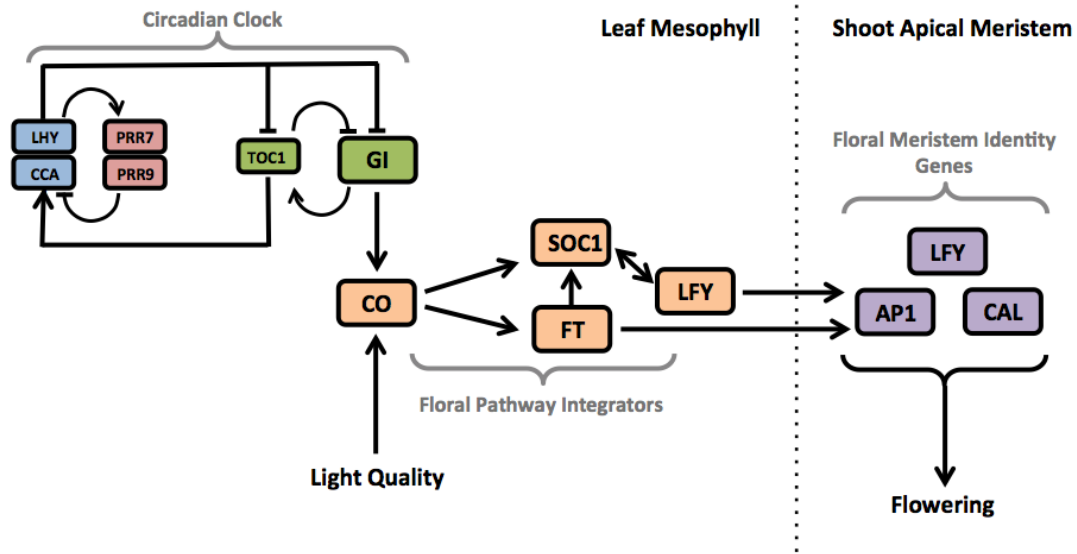 Circadian Clock
Leaf Mesophyll
Shoot Apical Meristem
LHY
PRR7
CCA
PRR9
TOC1
GI
Floral Meristem Identity
Genes
SOC1
LFY
CO
LFY
FT
AP1
CAL
Floral Pathway Integrators
Light Quality
Flowering